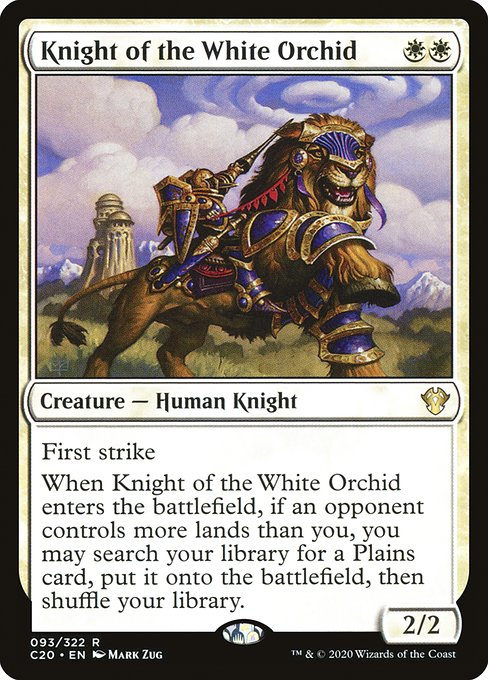 Knight of the White Orchid
Creature — Human Knight
First strike
When Knight of the White Orchid
enters the battlefield, if an opponent
controls more lands than you, you
may search your library for a Plains
card, put it onto the battlefield, then
shuffle your library.
2/2
093/322 R
C20 • EN Mark Zug
™ & © 2020 Wizards of the Coast